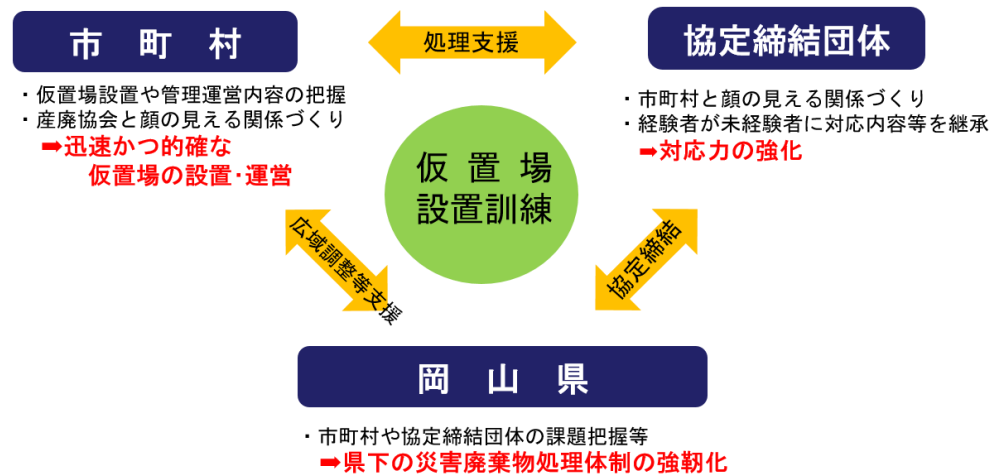 市　町　村
処理支援
協定締結団体
・仮置場設置や管理運営内容の把握
・産廃協会と顔の見える関係づくり
➡迅速かつ的確な
仮置場の設置･運営
・市町村と顔の見える関係づくり
・経験者が未経験者に対応内容等を継承
➡対応力の強化
仮　置　場
設置訓練
広域調整等支援
協定締結
岡　山　県
・市町村や協定締結団体の課題把握等
➡県下の災害廃棄物処理体制の強靭化